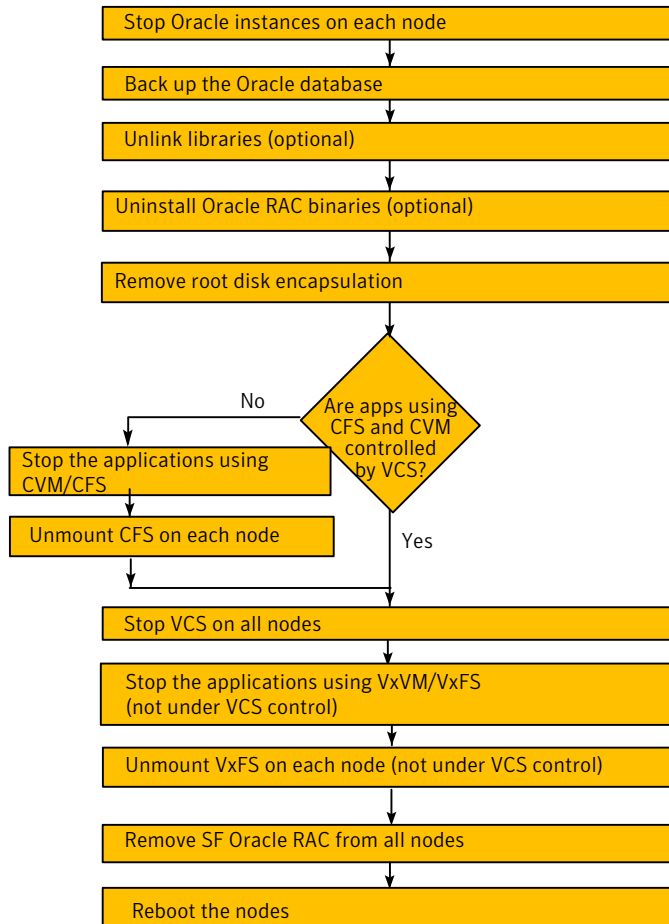 Stop Oracle instances on each node
Back up the Oracle database
Unlink libraries (optional)
Uninstall Oracle RAC binaries (optional)
Remove root disk encapsulation
Are apps using
CFS and CVM
controlled
by VCS?
No
Stop the applications using
CVM/CFS
Unmount CFS on each node
Yes
Stop VCS on all nodes
Stop the applications using VxVM/VxFS
(not under VCS control)
Unmount VxFS on each node (not under VCS control)
Remove SF Oracle RAC from all nodes
Reboot the nodes